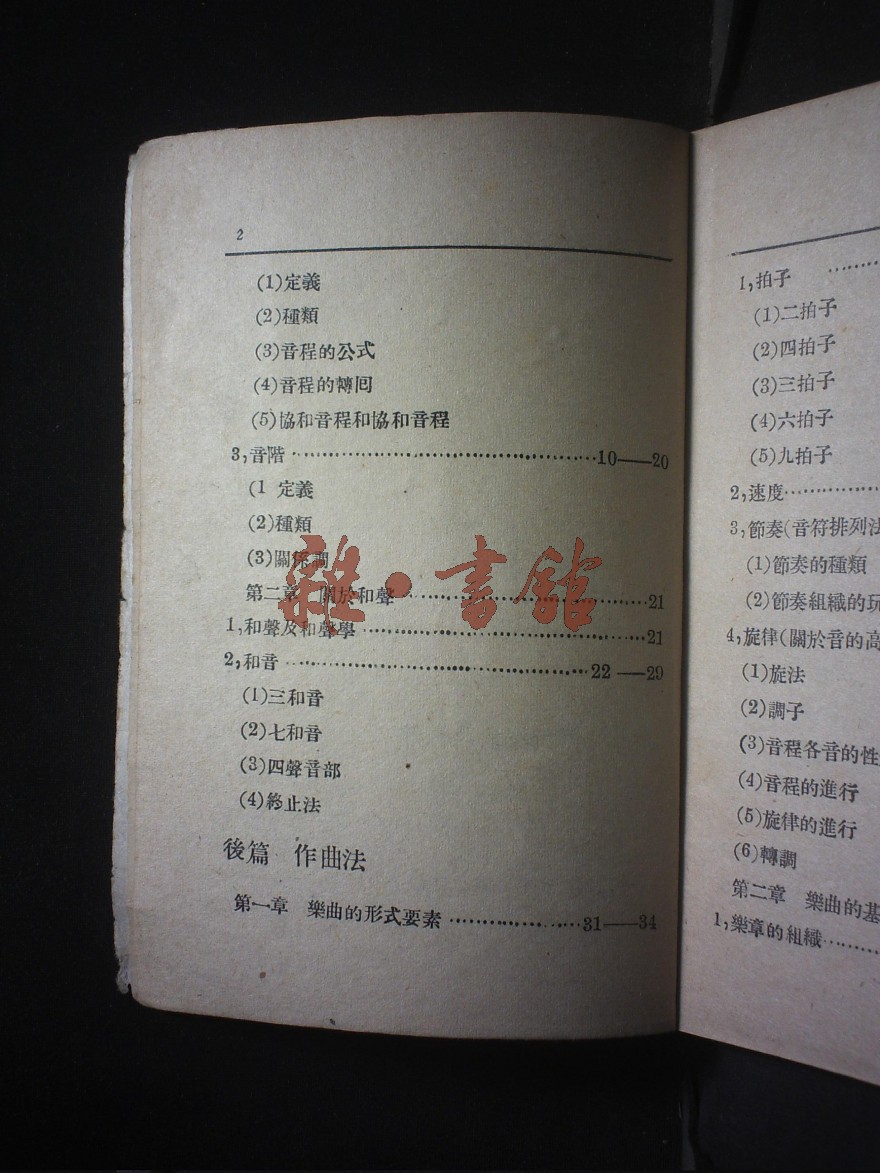 2
(1)定義
(2)種類
(3)音程的公式
(4)音程的轉囘
(5)協和音程和協和音程
3,音階⋯⋯⋯⋯⋯⋯⋯⋯⋯⋯10——20
(1 定義
(2)種類
(3)關係調
第二章 關於和聲⋯⋯⋯⋯⋯⋯⋯⋯21
1,和聲及和聲學⋯⋯⋯⋯⋯⋯⋯⋯⋯21
2,和音⋯⋯⋯⋯⋯⋯⋯⋯⋯⋯22——29
(1)三和音
(2)七和音
(3)四聲音部
(4)終止法
後篇 作曲法
第一章 樂曲的形式要素⋯⋯⋯⋯31——34
雜·書館
1,拍子 ⋯⋯
(1)二拍子
(2)四拍子
(3)三拍子
(4)六拍子
(5)九拍子
2,速度⋯⋯⋯
3,節奏(音符排列法
(1)節奏的種類
(2)節奏組織的玩
4,旋律(關於音的高
(1)旋法
(2)調子
(3)音程各音的性
(4)音程的進行
(5)旋律的進行
(6)轉調
第二章 樂曲的基
1,樂章的組織⋯⋯